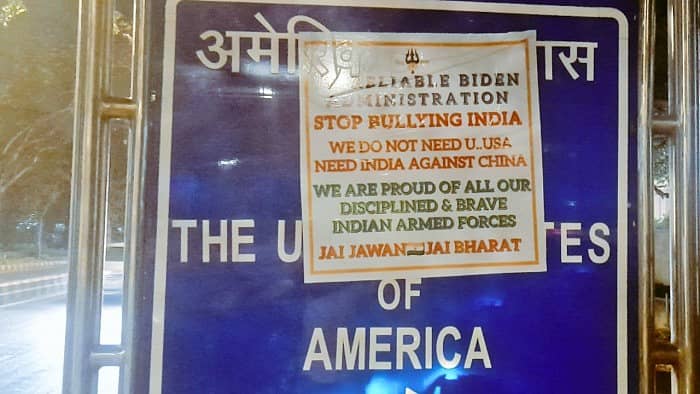 अमेरि ास
RELIABLE BIDEN
ADMINISTRATION
STOP BULLYING INDIA
WE DO NOT NEED U..USA
NEED INDIA AGAINST CHINA
WE ARE PROUD OF ALL OUR
DISCIPLINED & BRAVE
INDIAN ARMED FORCES
JAI JAWAN JAI BHARAT
THE U TES
OF
AMERICA